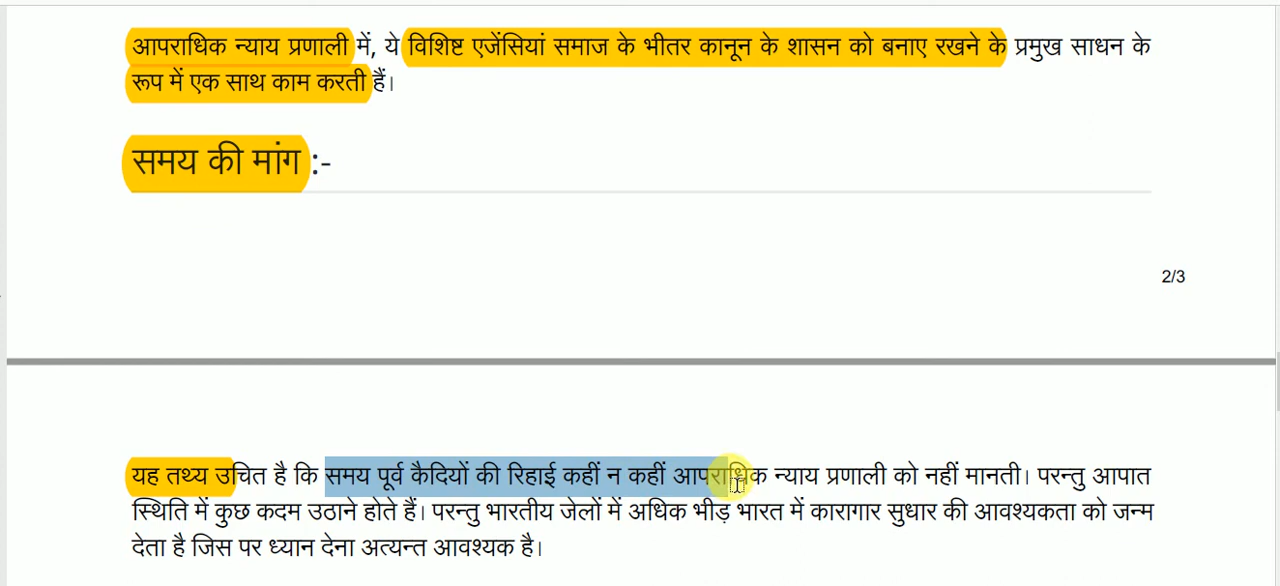 आपराधिक न्याय प्रणाली में, ये विशिष्ट एजेंसियां समाज के भीतर कानून के शासन को बनाए रखने के प्रमुख साधन के
रूप में एक साथ काम करती हैं।
समय की मांग :-
2/3
यह तथ्य उचित है कि समय पूर्व कैदियों की रिहाई कहीं न कहीं आपराधिक न्याय प्रणाली को नहीं मानती। परन्तु आपात
स्थिति में कुछ कदम उठाने होते हैं। परन्तु भारतीय जेलों में अधिक भीड़ भारत में कारागार सुधार की आवश्यकता को जन्म
देता है जिस पर ध्यान देना अत्यन्त आवश्यक है।